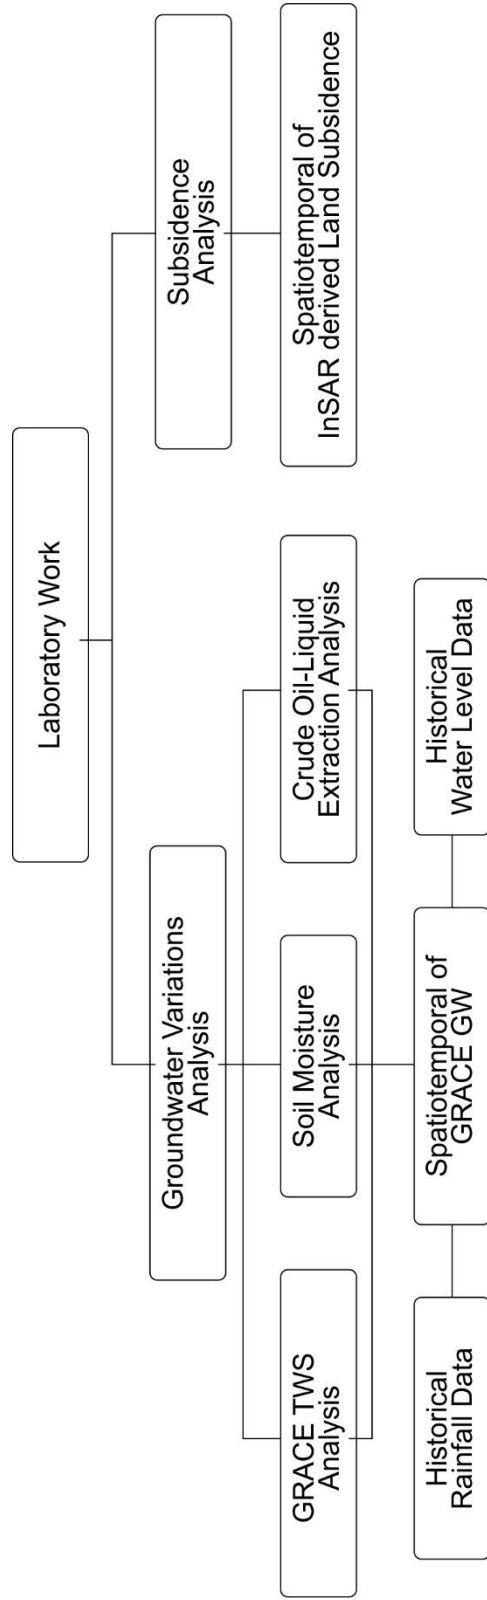 Laboratory Work
Groundwater Variations
Analysis
Subsidence
Analysis
GRACE TWS
Analysis
Soil Moisture
Analysis
Crude Oil-Liquid
Extraction Analysis
Spatiotemporal of
InSAR derived Land Subsidence
Historical
Rainfall Data
Spatiotemporal of
GRACE GW
Historical
Water Level Data